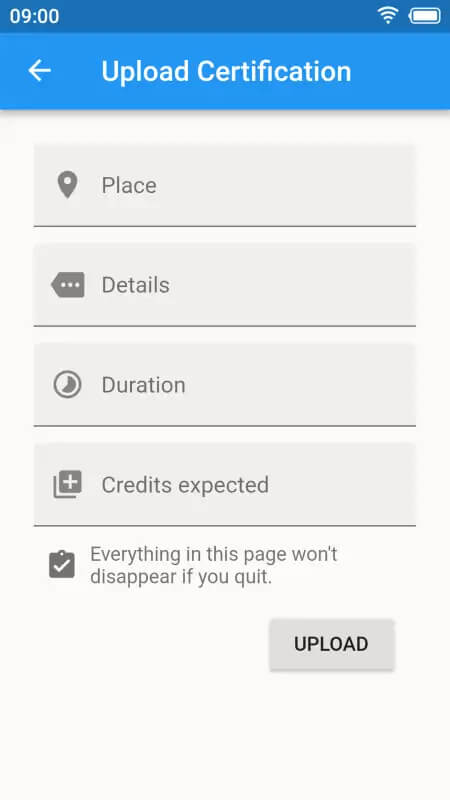 09:00
Upload Certification
Place
Details
Duration
Credits expected
Everything in this page won't
disappear if you quit.
UPLOAD